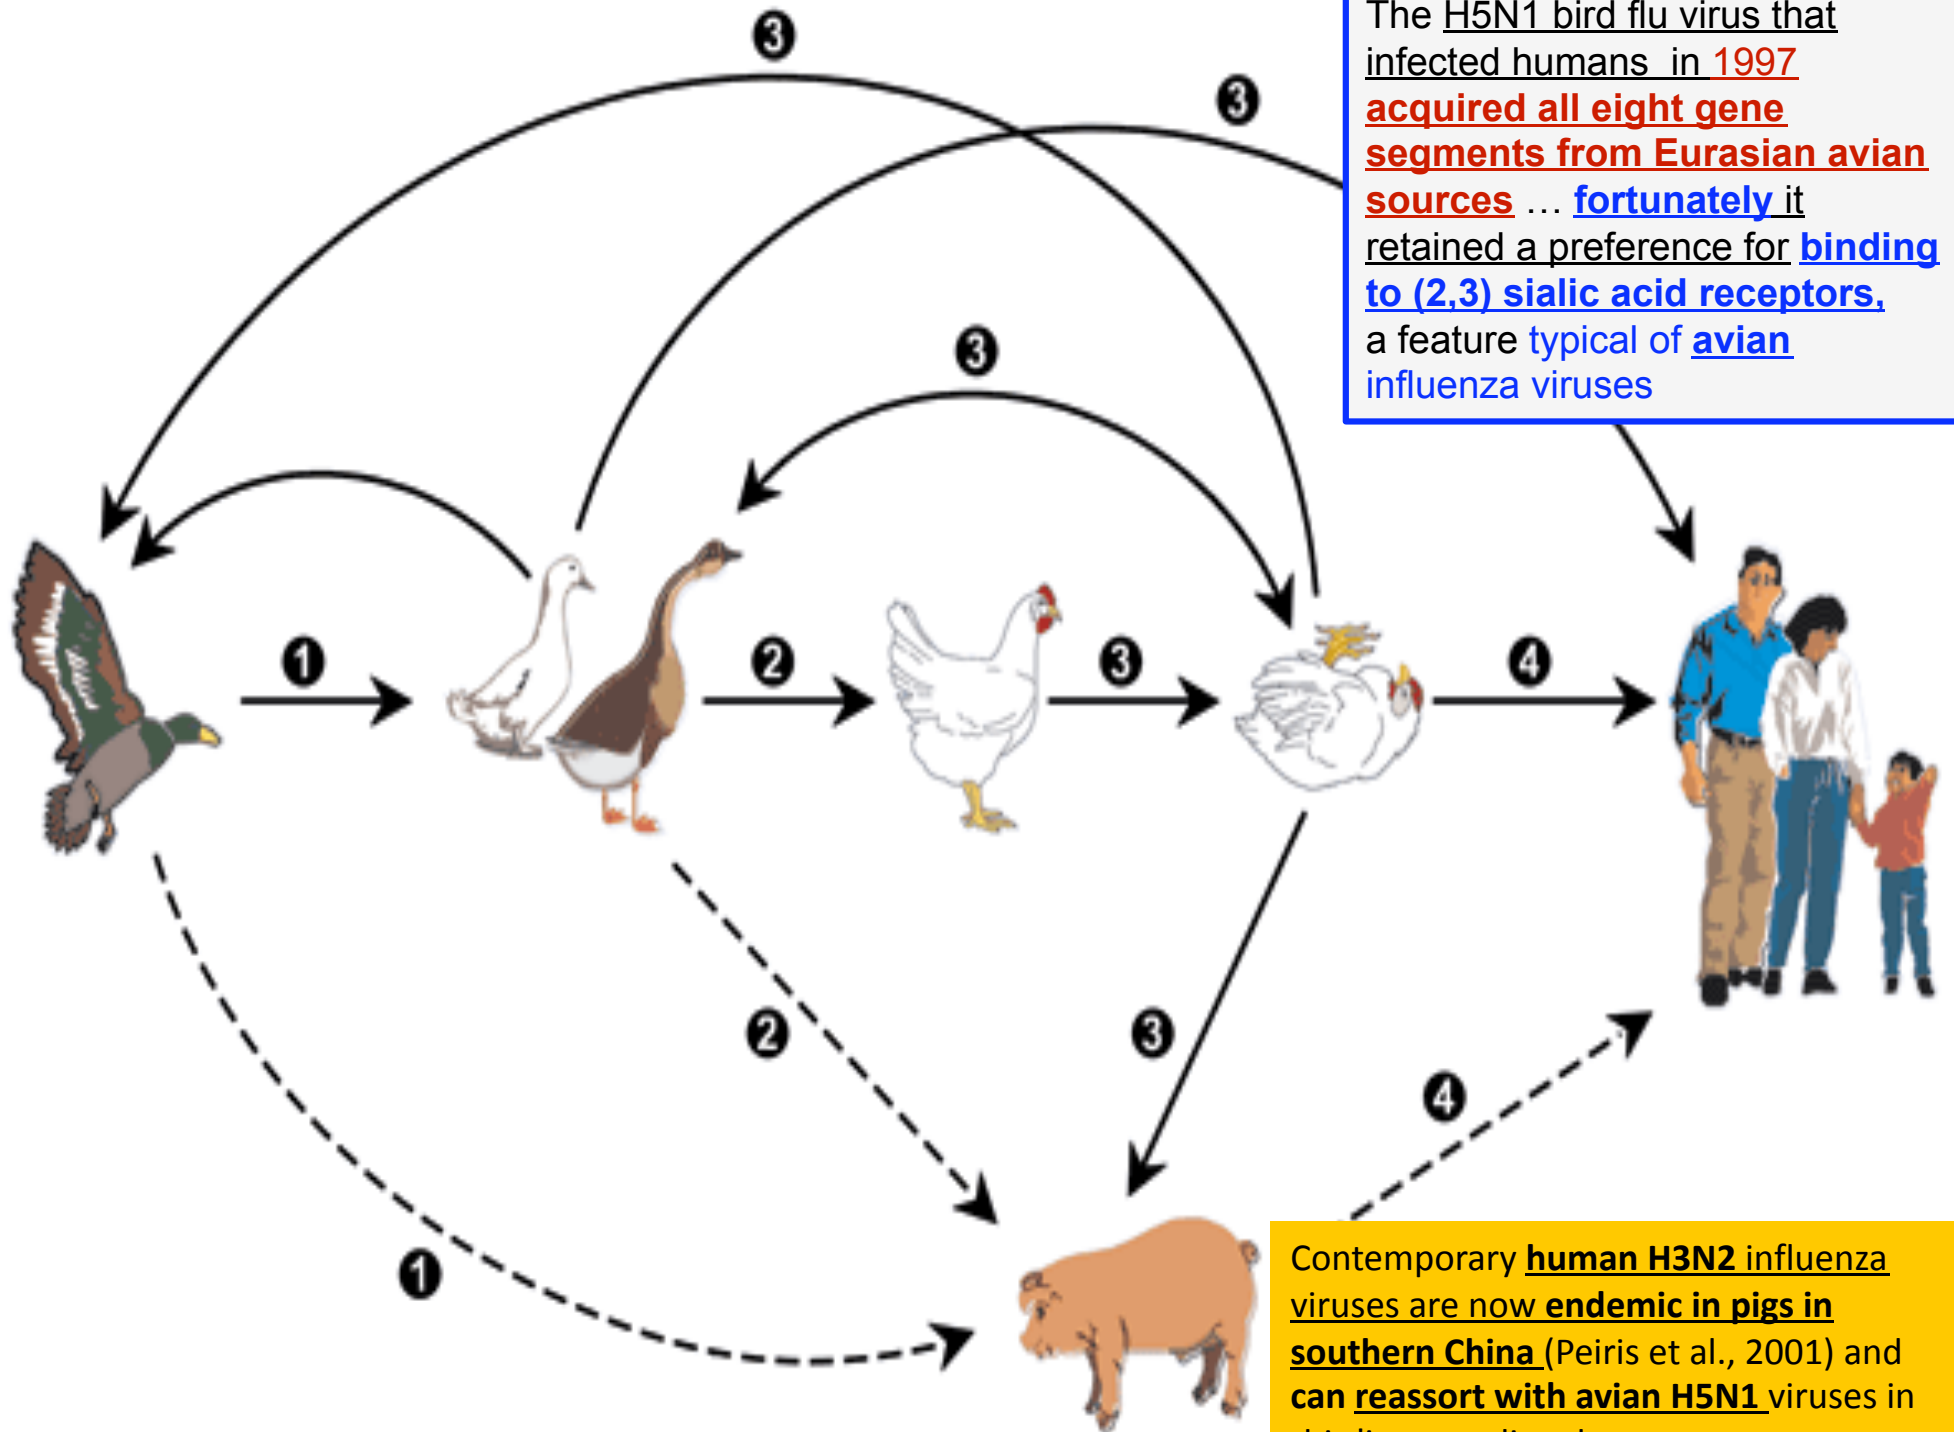 3
3
The H5N1 bird flu virus that
infected humans in 1997
acquired all eight gene
segments from Eurasian avian
sources … fortunately it
retained a preference for binding
to (2,3) sialic acid receptors,
a feature typical of avian
influenza viruses
3
1
2
3
4
2
3
4
1
Contemporary human H3N2 influenza
viruses are now endemic in pigs in
southern China (Peiris et al., 2001) and
can reassort with avian H5N1 viruses in